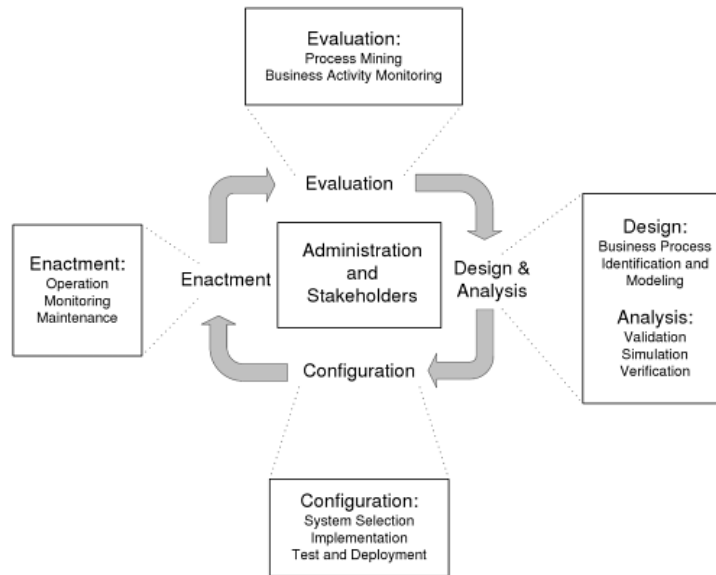 Evaluation:
Process Mining
Business Activity Monitoring
Evaluation
Enactment:
Operation
Monitoring
Maintenance
Enactment
Administration
and
Stakeholders
Design &
Analysis
Design:
Business Process
Identification and
Modeling
Analysis:
Validation
Simulation
Verification
Configuration
Configuration:
System Selection
Implementation
Test and Deployment